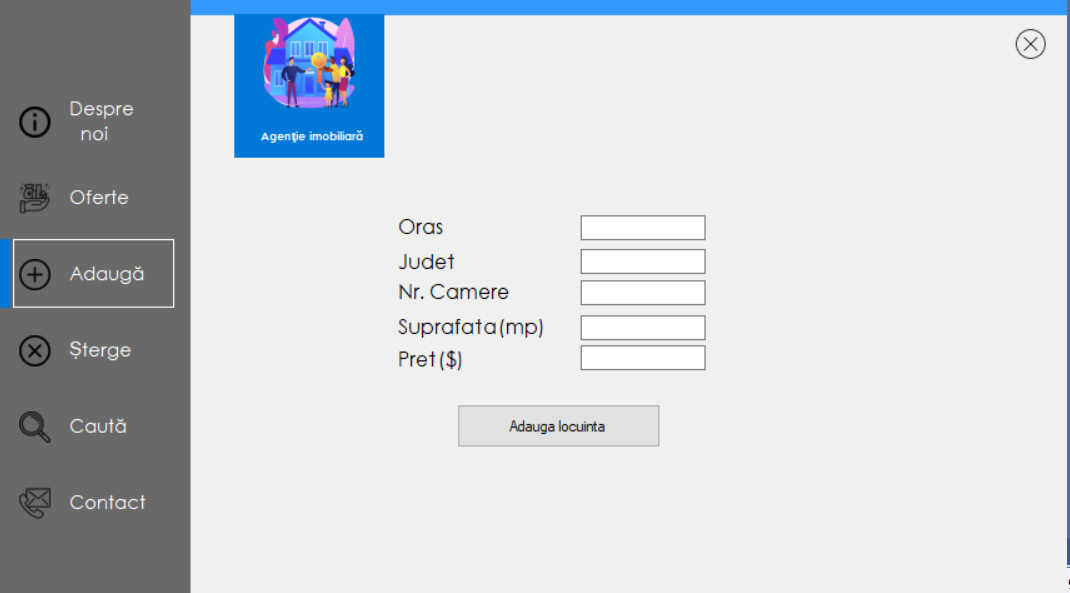 Despre
noi
Oferte
Adaugă
Șterge
Caută
Contact
Agenție imobiliară
Oras
Judet
Nr. Camere
Suprafata(mp)
Pret($)
Adauga locuinta